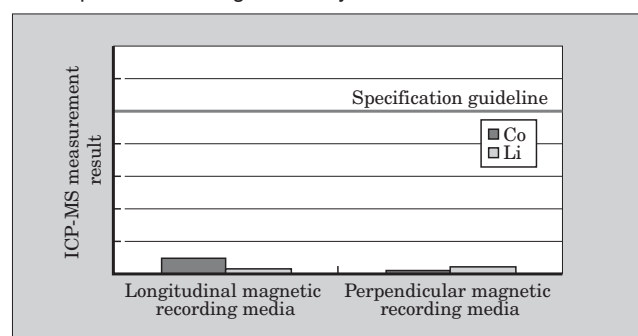 Specification guideline
Co
Li
ICP-MS measurement
result
Longitudinal magnetic
recording media
Perpendicular magnetic
recording media